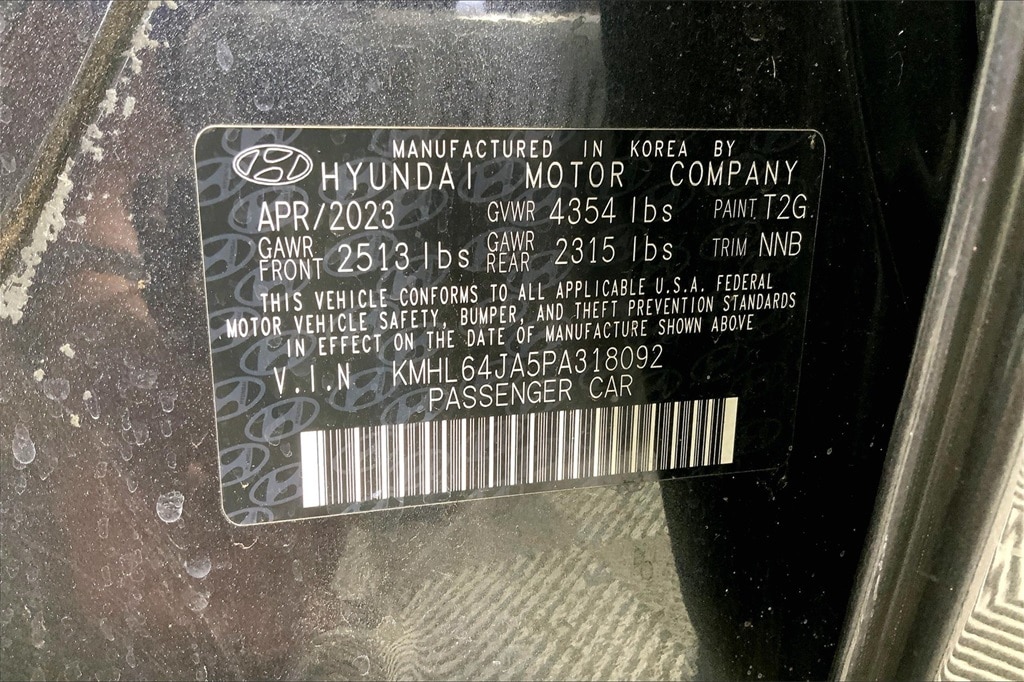 MANUFACTURED IN KOREA BY
HYUNDAI MOTOR COMPANY
APR/2023 GVWR 4354 lbs PAINT T2G
GAWR FRONT 2513 lbs GAWR REAR 2315 lbs TRIM NNB
THIS VEHICLE CONFORMS TO ALL APPLICABLE U.S.A. FEDERAL
MOTOR VEHICLE SAFETY, BUMPER, AND THEFT PREVENTION STANDARDS
IN EFFECT ON THE DATE OF MANUFACTURE SHOWN ABOVE
V.I.N KMHL64JA5PA318092
PASSENGER CAR